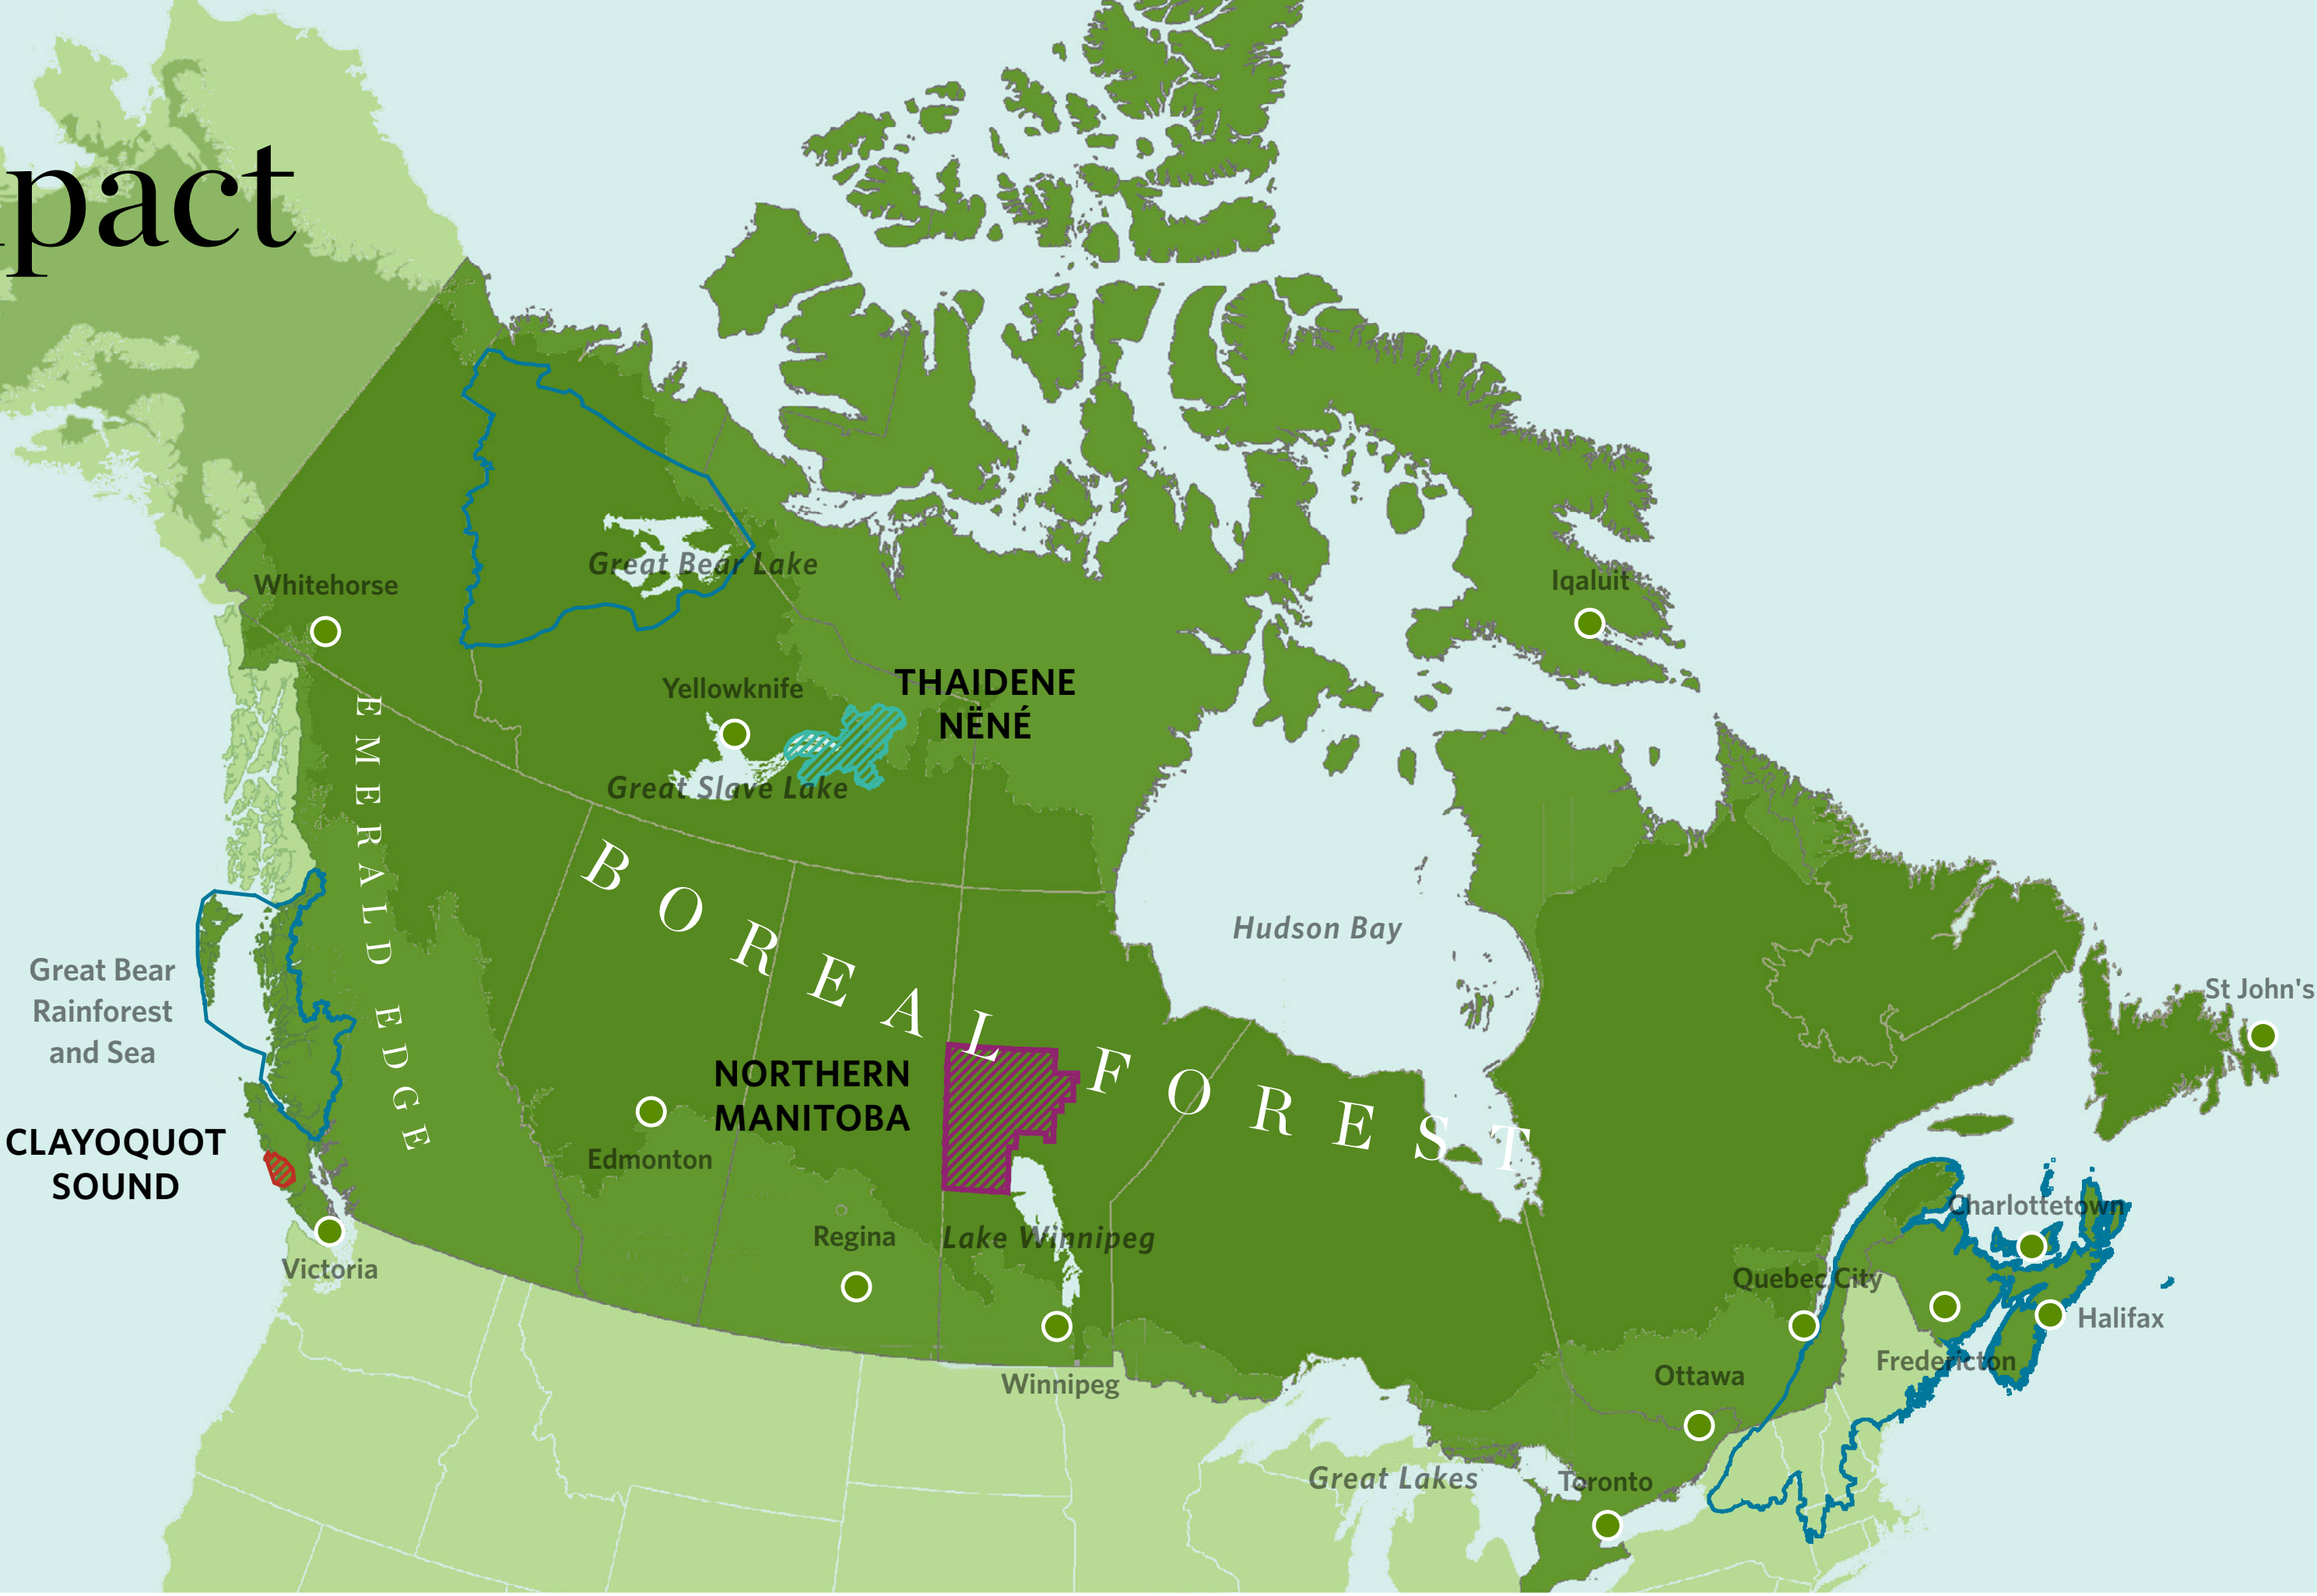 pact
Whitehorse
Great Bear Lake
Iqaluit
Yellowknife
THAIDENE
NËNÉ
Great Slave Lake
EMERALD EDGE
BOREAL FOREST
Hudson Bay
Great Bear
Rainforest
and Sea
St John's
NORTHERN
MANITOBA
CLAYOQUOT
SOUND
Edmonton
Victoria
Regina
Lake Winnipeg
Winnipeg
Charlottetown
Quebec City
Halifax
Fredericton
Ottawa
Great Lakes
Toronto